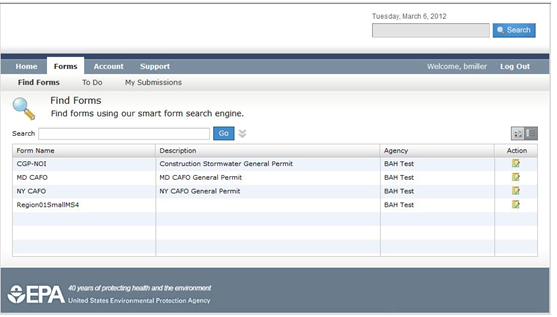 Tuesday, March 6, 2012
Search
Home Forms Account Support Welcome, bmiller Log Out
Find Forms To Do My Submissions
Find Forms
Find forms using our smart form search engine.
Search Go
Form Name Description Agency Action
CGP-NOI Construction Stormwater General Permit BAH Test
MD CAFO MD CAFO General Permit BAH Test
NY CAFO NY CAFO General Permit BAH Test
Region01SmallMS4 BAH Test
EPA 40 years of protecting health and the environment
United States Environmental Protection Agency